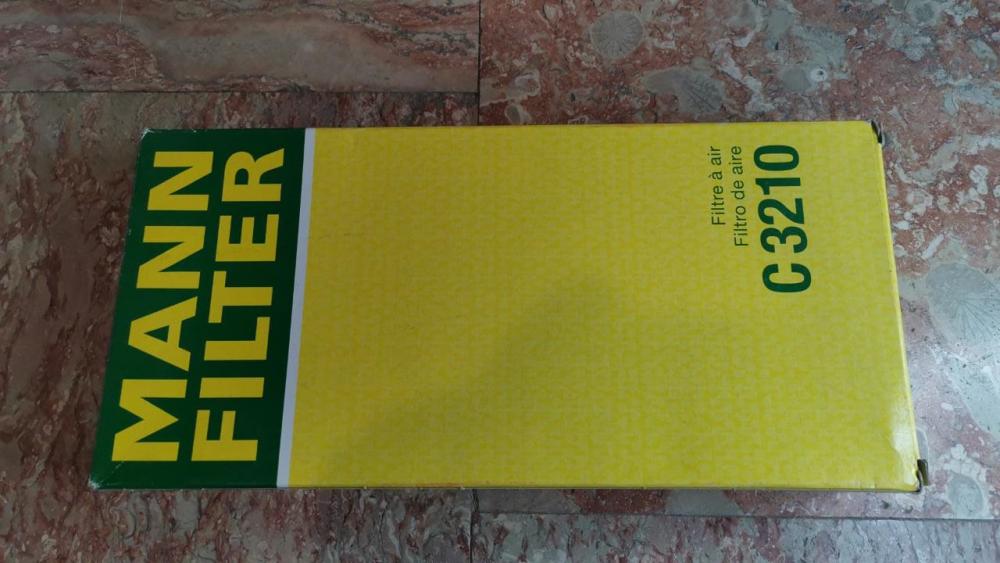 MANN
FILTER
Filtre à air
Filtro de aire
C 3210